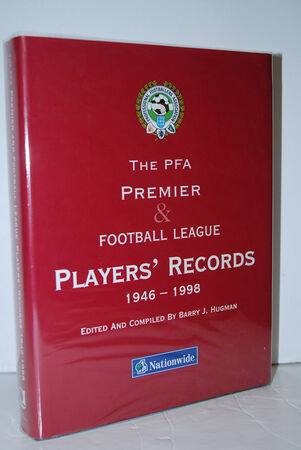 THE PFA
PREMIER
&
FOOTBALL LEAGUE
PLAYERS' RECORDS
1946 – 1998
EDITED AND COMPILED BY BARRY J. HUGMAN
Nationwide